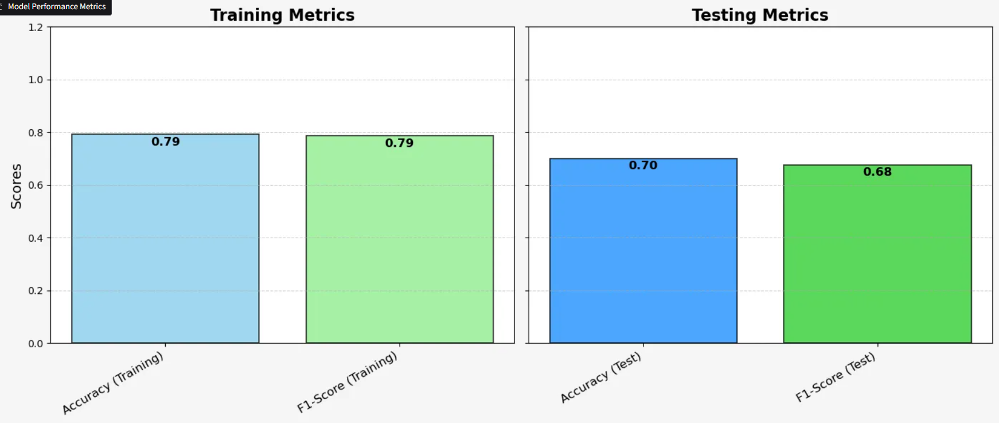 Model Performance Metrics
Training Metrics
Testing Metrics
1.2
1.0
0.8
0.6
0.4
0.2
0.0
Scores
0.79
0.79
0.70
0.68
Accuracy (Training)
F1-Score (Training)
Accuracy (Test)
F1-Score (Test)